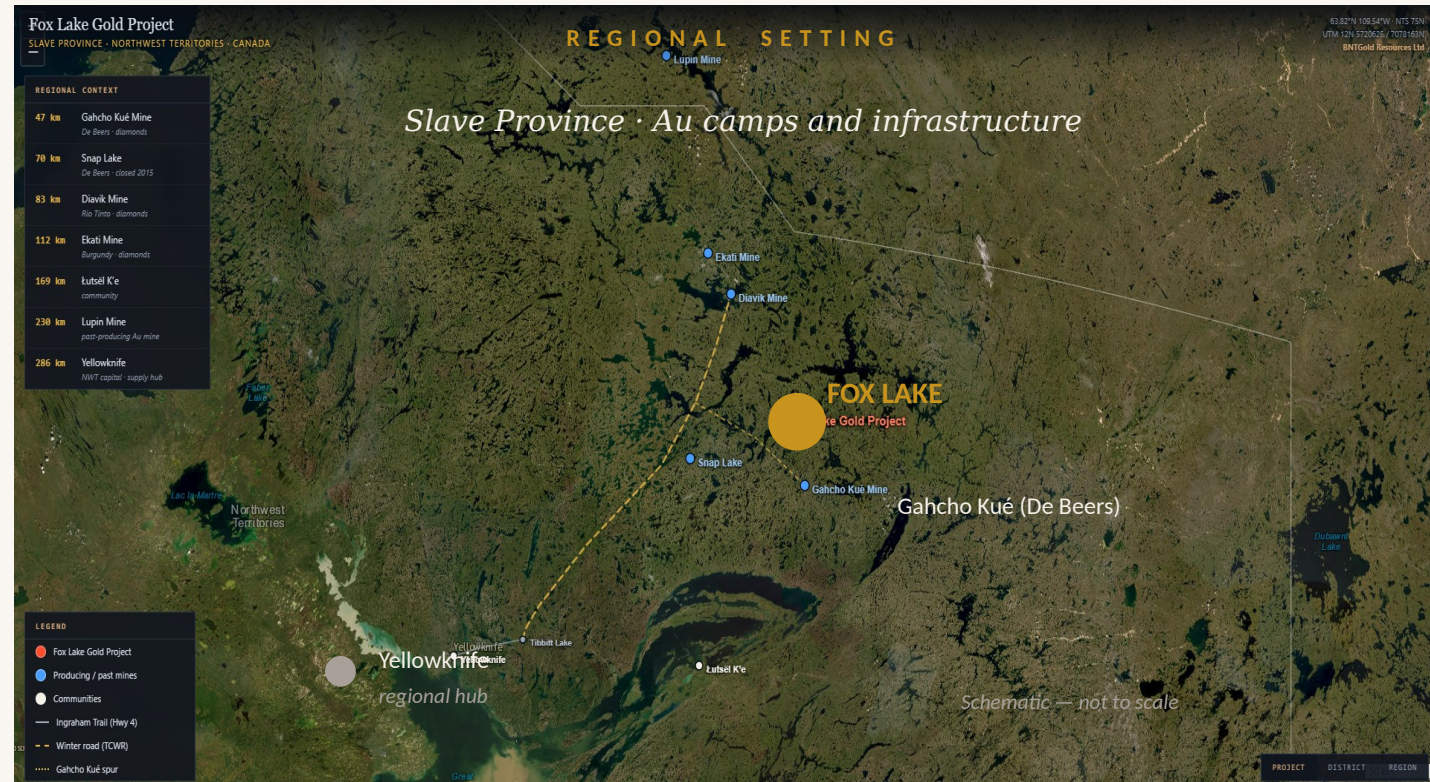 Fox Lake Gold Project
SLAVE PROVINCE · NORTHWEST TERRITORIES · CANADA
REGIONAL SETTING
63.82°N 109.54°W · NTS 75N
UTM 12N 572062E / 7078163N
BNTGold Resources Ltd
Lupin Mine
Slave Province · Au camps and infrastructure
REGIONAL CONTEXT
47 km Gahcho Kué Mine
De Beers · diamonds
70 km Snap Lake
De Beers · closed 2015
83 km Diavik Mine
Rio Tinto · diamonds
112 km Ekati Mine
Burgundy · diamonds
169 km Łutsël K'e
community
230 km Lupin Mine
past-producing Au mine
286 km Yellowknife
NWT capital · supply hub
Ekati Mine
Diavik Mine
Faber
Lake
FOX LAKE
ke Gold Project
Snap Lake
Gahcho Kué Mine
Gahcho Kué (De Beers)
Lac la Martre
Northwest
Territories
Dubawnt
Lake
Tibbitt Lake
Yellowknife
Yellowknife
Yellowknife
regional hub
Łutsël K'e
Schematic — not to scale
Great
LEGEND
Fox Lake Gold Project
Producing / past mines
Communities
Ingraham Trail (Hwy 4)
Winter road (TCWR)
Gahcho Kué spur
PROJECT DISTRICT REGION